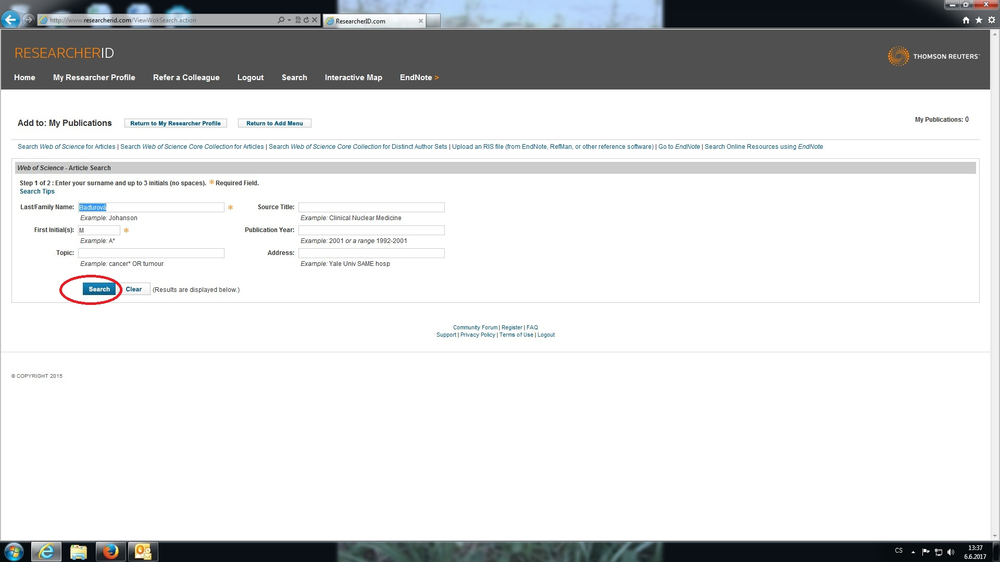 http://www.researcherid.com/ViewWokSearch.action
ResearcherID.com
RESEARCHERID
THOMSON REUTERS™
Home My Researcher Profile Refer a Colleague Logout Search Interactive Map EndNote >
Add to: My Publications Return to My Researcher Profile Return to Add Menu My Publications: 0
Search Web of Science for Articles | Search Web of Science Core Collection for Articles | Search Web of Science Core Collection for Distinct Author Sets | Upload an RIS file (from EndNote, RefMan, or other reference software) | Go to EndNote | Search Online Resources using EndNote
Web of Science - Article Search
Step 1 of 2 : Enter your surname and up to 3 initials (no spaces). * Required Field.
Search Tips
Last/Family Name: Baďurová * Source Title:
Example: Johanson Example: Clinical Nuclear Medicine
First Initial(s): M * Publication Year:
Example: A* Example: 2001 or a range 1992-2001
Topic: Address:
Example: cancer* OR tumour Example: Yale Univ SAME hosp
Search Clear (Results are displayed below.)
Community Forum | Register | FAQ
Support | Privacy Policy | Terms of Use | Logout
© COPYRIGHT 2015
CS 13:37
6.6.2017